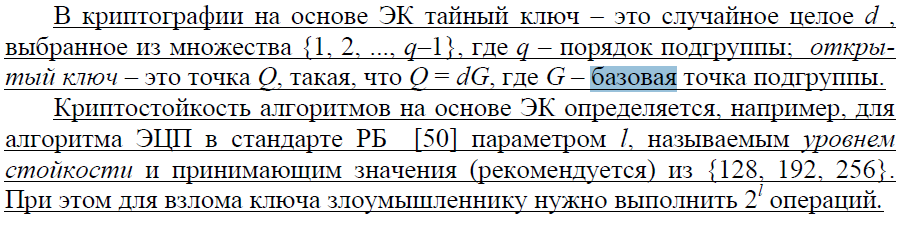 В криптографии на основе ЭК тайный ключ – это случайное целое d ,
выбранное из множества {1, 2, ..., q–1}, где q – порядок подгруппы; откры-
тый ключ – это точка Q, такая, что Q = dG, где G – базовая точка подгруппы.
Криптостойкость алгоритмов на основе ЭК определяется, например, для
алгоритма ЭЦП в стандарте РБ [50] параметром l, называемым уровнем
стойкости и принимающим значения (рекомендуется) из {128, 192, 256}.
При этом для взлома ключа злоумышленнику нужно выполнить 2^l операций.